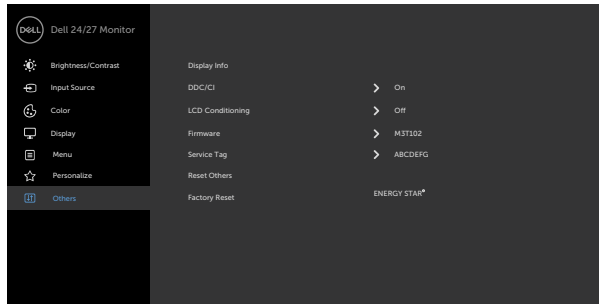 DELL
Dell 24/27 Monitor
Brightness/Contrast
Input Source
Color
Display
Menu
Personalize
Others
Display Info
DDC/CI > On
LCD Conditioning > Off
Firmware > M3T102
Service Tag > ABCDEFG
Reset Others
Factory Reset ENERGY STAR®